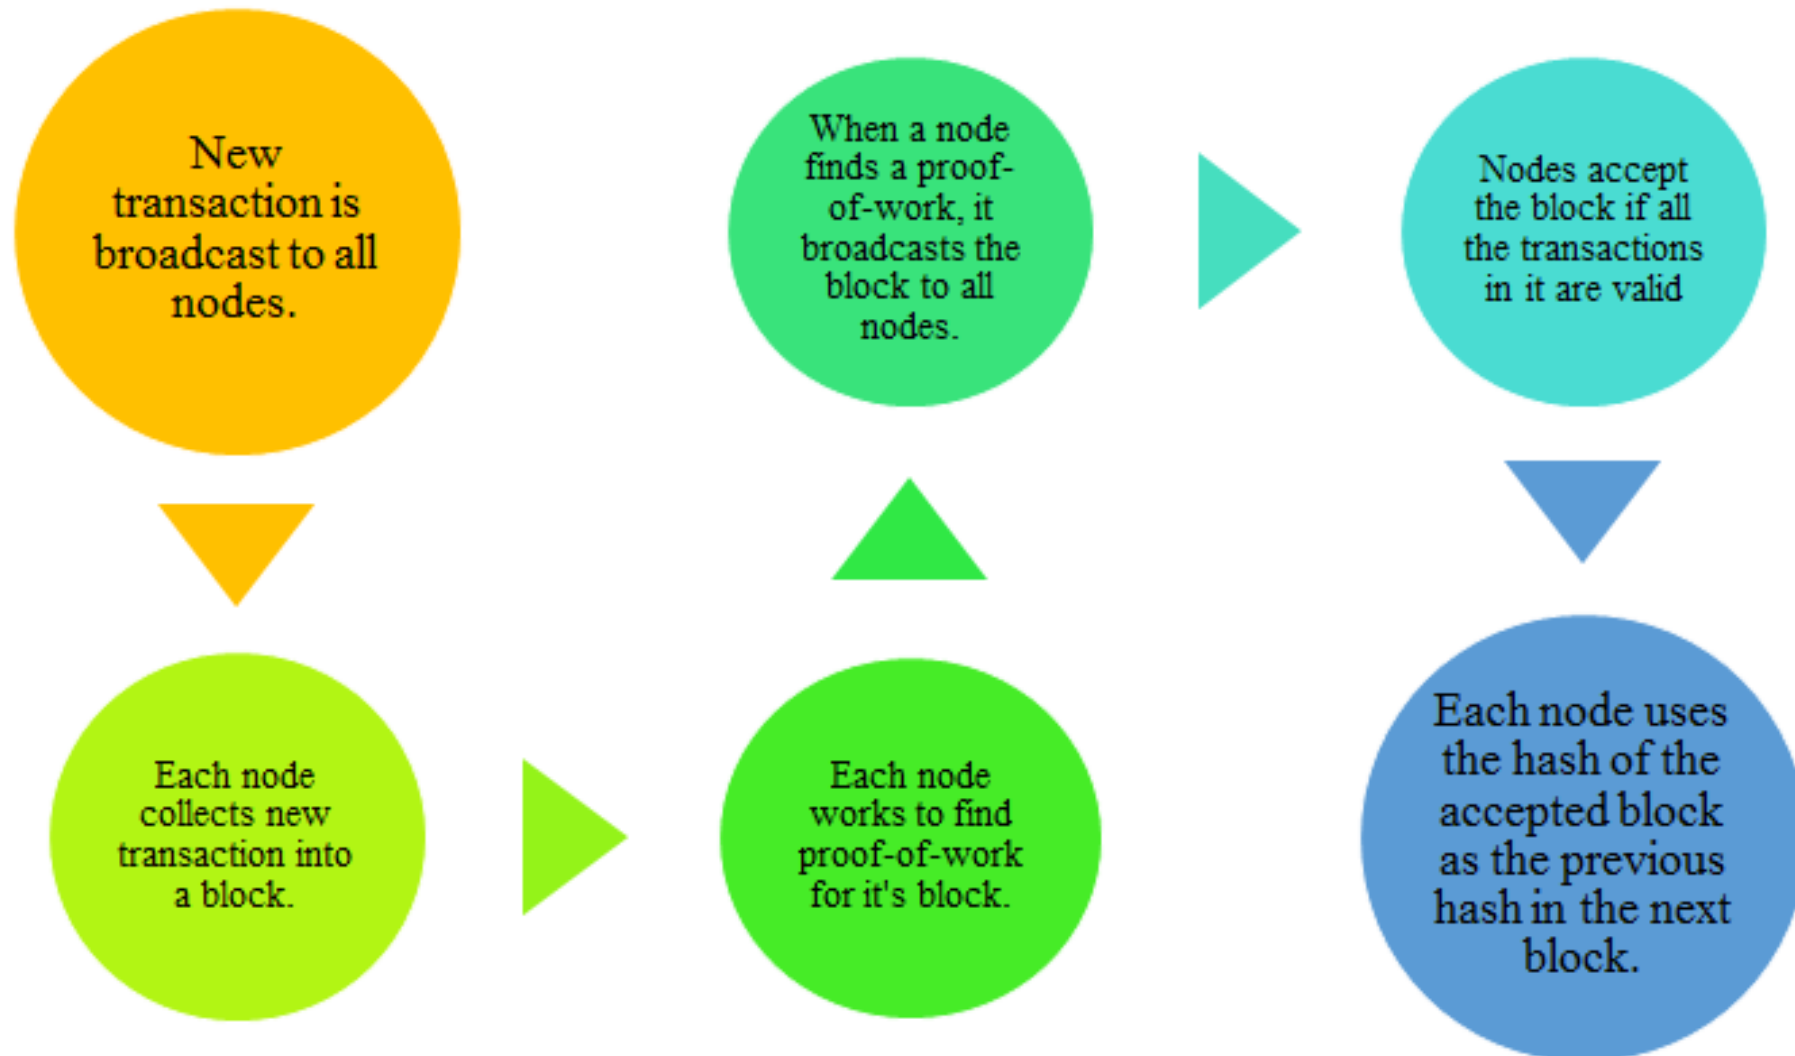 New
transaction is
broadcast to all
nodes.
Each node
collects new
transaction into
a block.
Each node
works to find
proof-of-work
for it's block.
When a node
finds a proof-
of-work, it
broadcasts the
block to all
nodes.
Nodes accept
the block if all
the transactions
in it are valid
Each node uses
the hash of the
accepted block
as the previous
hash in the next
block.